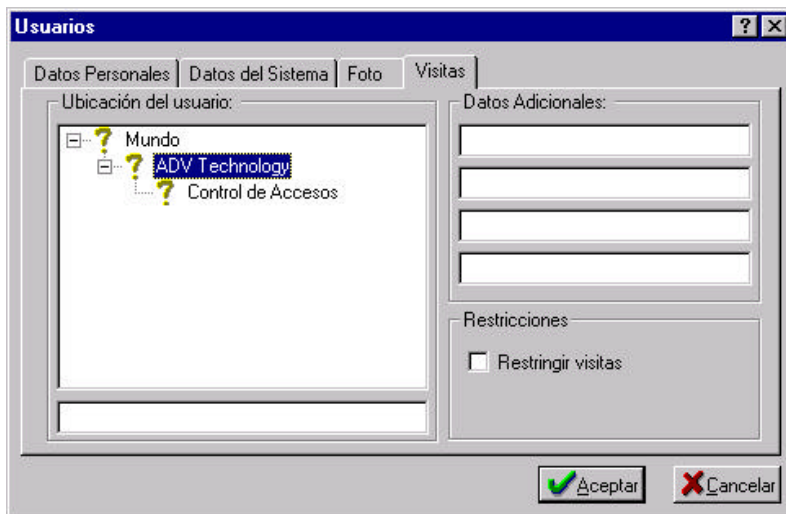 Usuarios
Datos Personales
Datos del Sistema
Foto
Visitas
Ubicación del usuario:
Mundo
ADV Technology
Control de Accesos
Datos Adicionales:
Restricciones
Restringir visitas
Aceptar
Cancelar